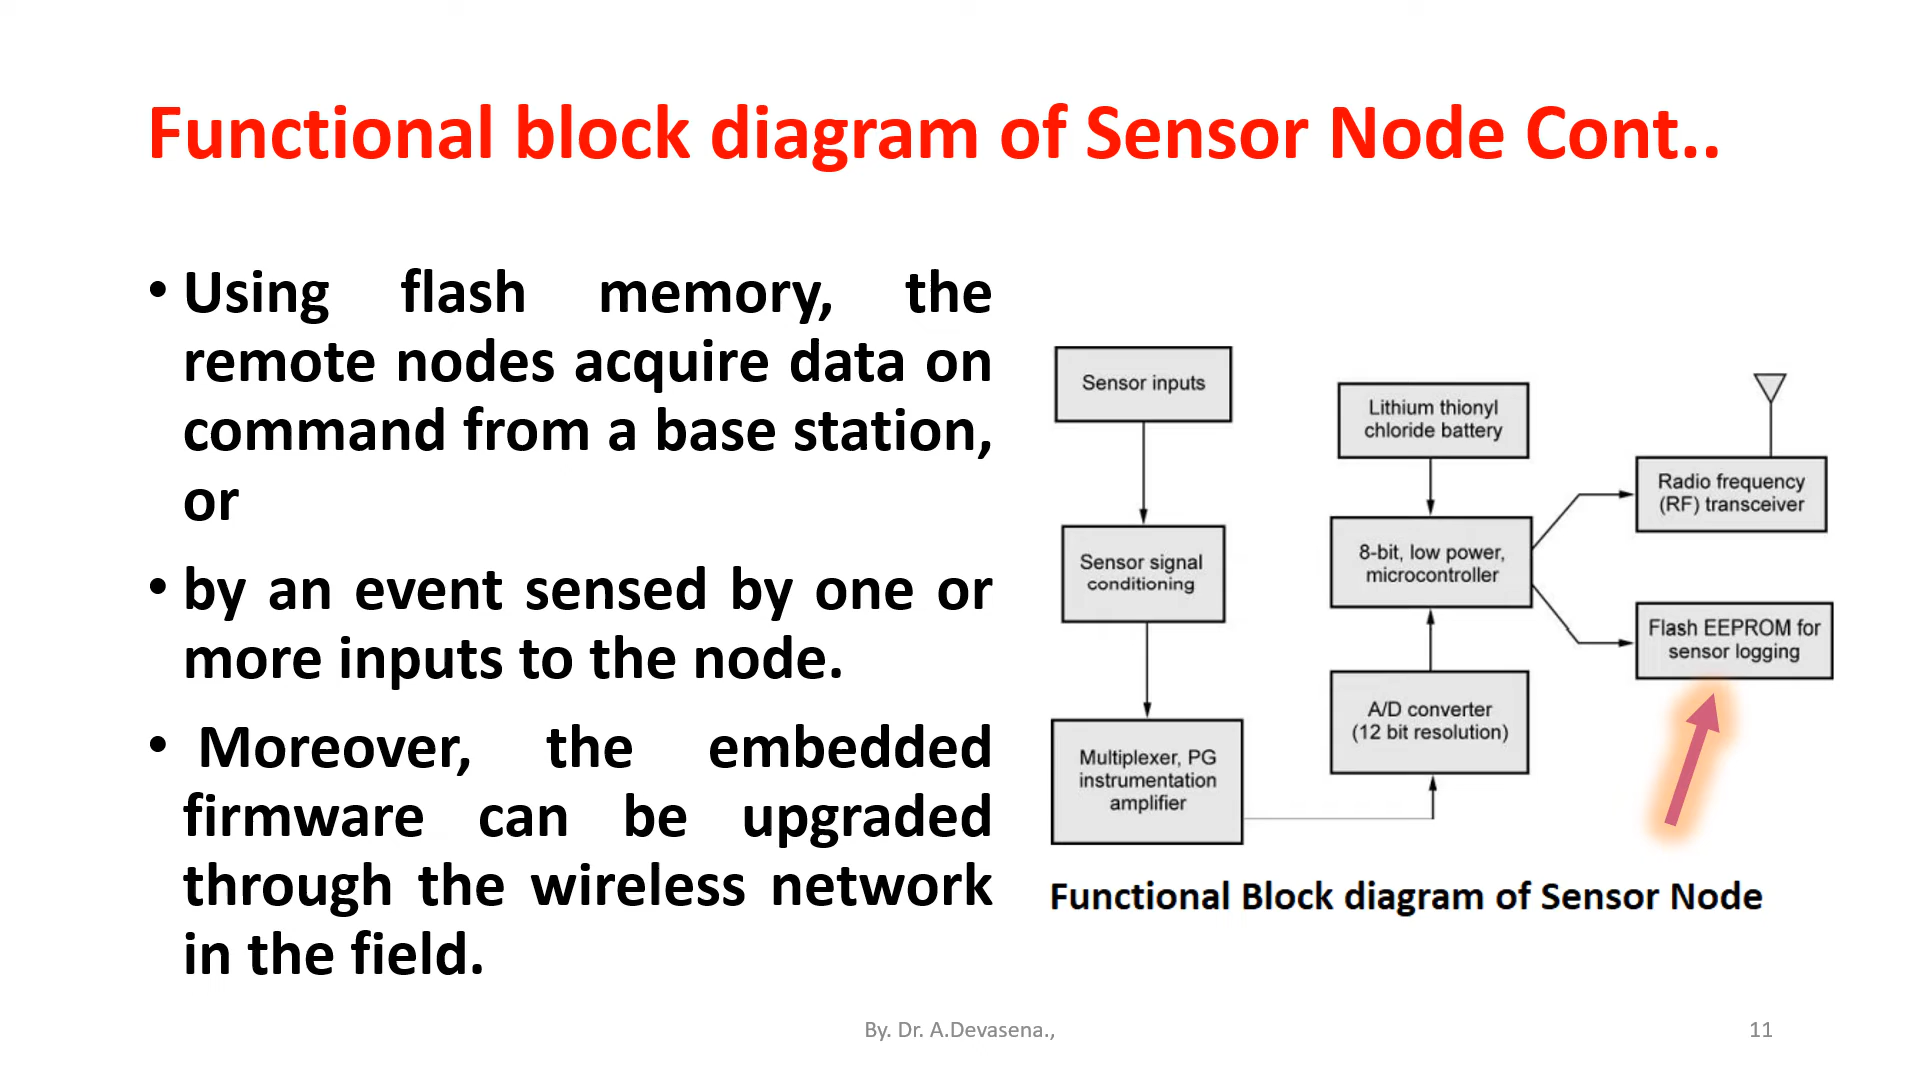 Functional block diagram of Sensor Node Cont..
• Using flash memory, the
remote nodes acquire data on
command from a base station,
or
• by an event sensed by one or
more inputs to the node.
• Moreover, the embedded
firmware can be upgraded
through the wireless network
in the field.
Sensor inputs
Sensor signal
conditioning
Multiplexer, PG
instrumentation
amplifier
Lithium thionyl
chloride battery
8-bit, low power,
microcontroller
A/D converter
(12 bit resolution)
Radio frequency
(RF) transceiver
Flash EEPROM for
sensor logging
Functional Block diagram of Sensor Node
By. Dr. A.Devasena.,
11